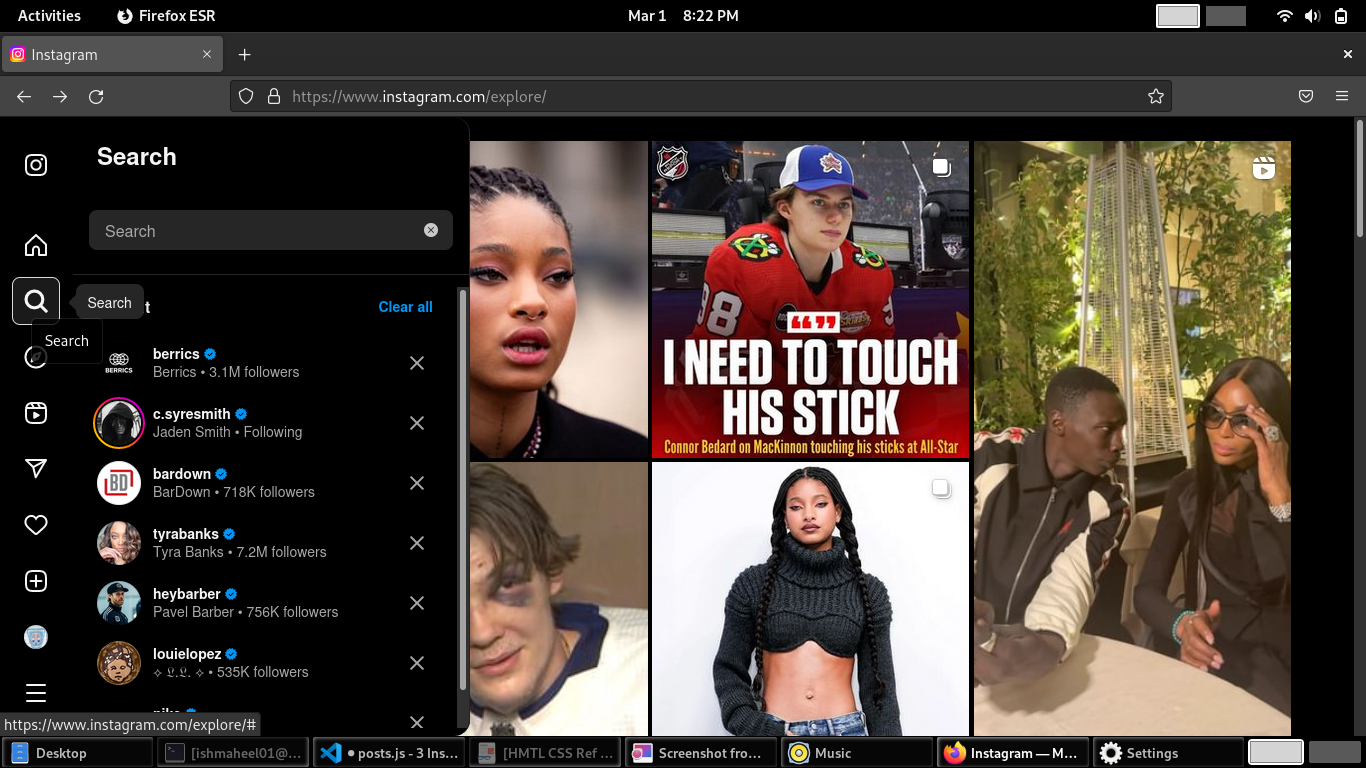 Activities
Firefox ESR
Mar 1 8:22 PM
Instagram
https://www.instagram.com/explore/
Search
Search
Search
t
Clear all
Search
berrics
Berrics • 3.1M followers
BERRICS
c.syresmith
Jaden Smith • Following
bardown
BarDown • 718K followers
BD
tyrabanks
Tyra Banks • 7.2M followers
heybarber
Pavel Barber • 756K followers
louielopez
⟡ 𝔏.𝔏. ⟡ • 535K followers
https://www.instagram.com/explore/#
NHL
98
I NEED TO TOUCH
HIS STICK
Connor Bedard on MacKinnon touching his sticks at All-Star
Desktop
[ishmaheel01@...
• posts.js - 3 Ins...
[HMTL CSS Ref ...
Screenshot fro...
Music
Instagram — M...
Settings